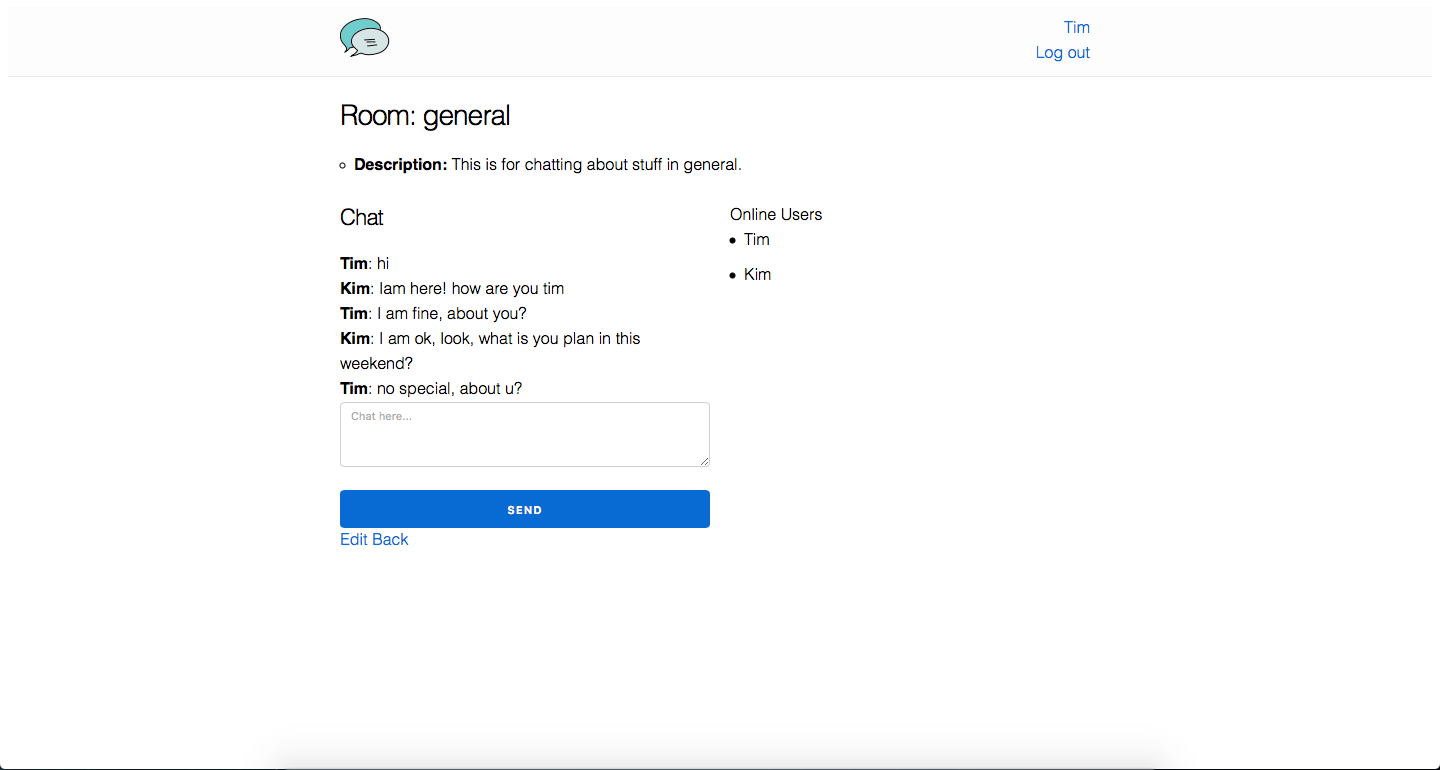 Tim
Log out
Room: general
Description: This is for chatting about stuff in general.
Chat
Tim: hi
Kim: Iam here! how are you tim
Tim: I am fine, about you?
Kim: I am ok, look, what is you plan in this
weekend?
Tim: no special, about u?
Chat here...
SEND
Edit Back
Online Users
Tim
Kim